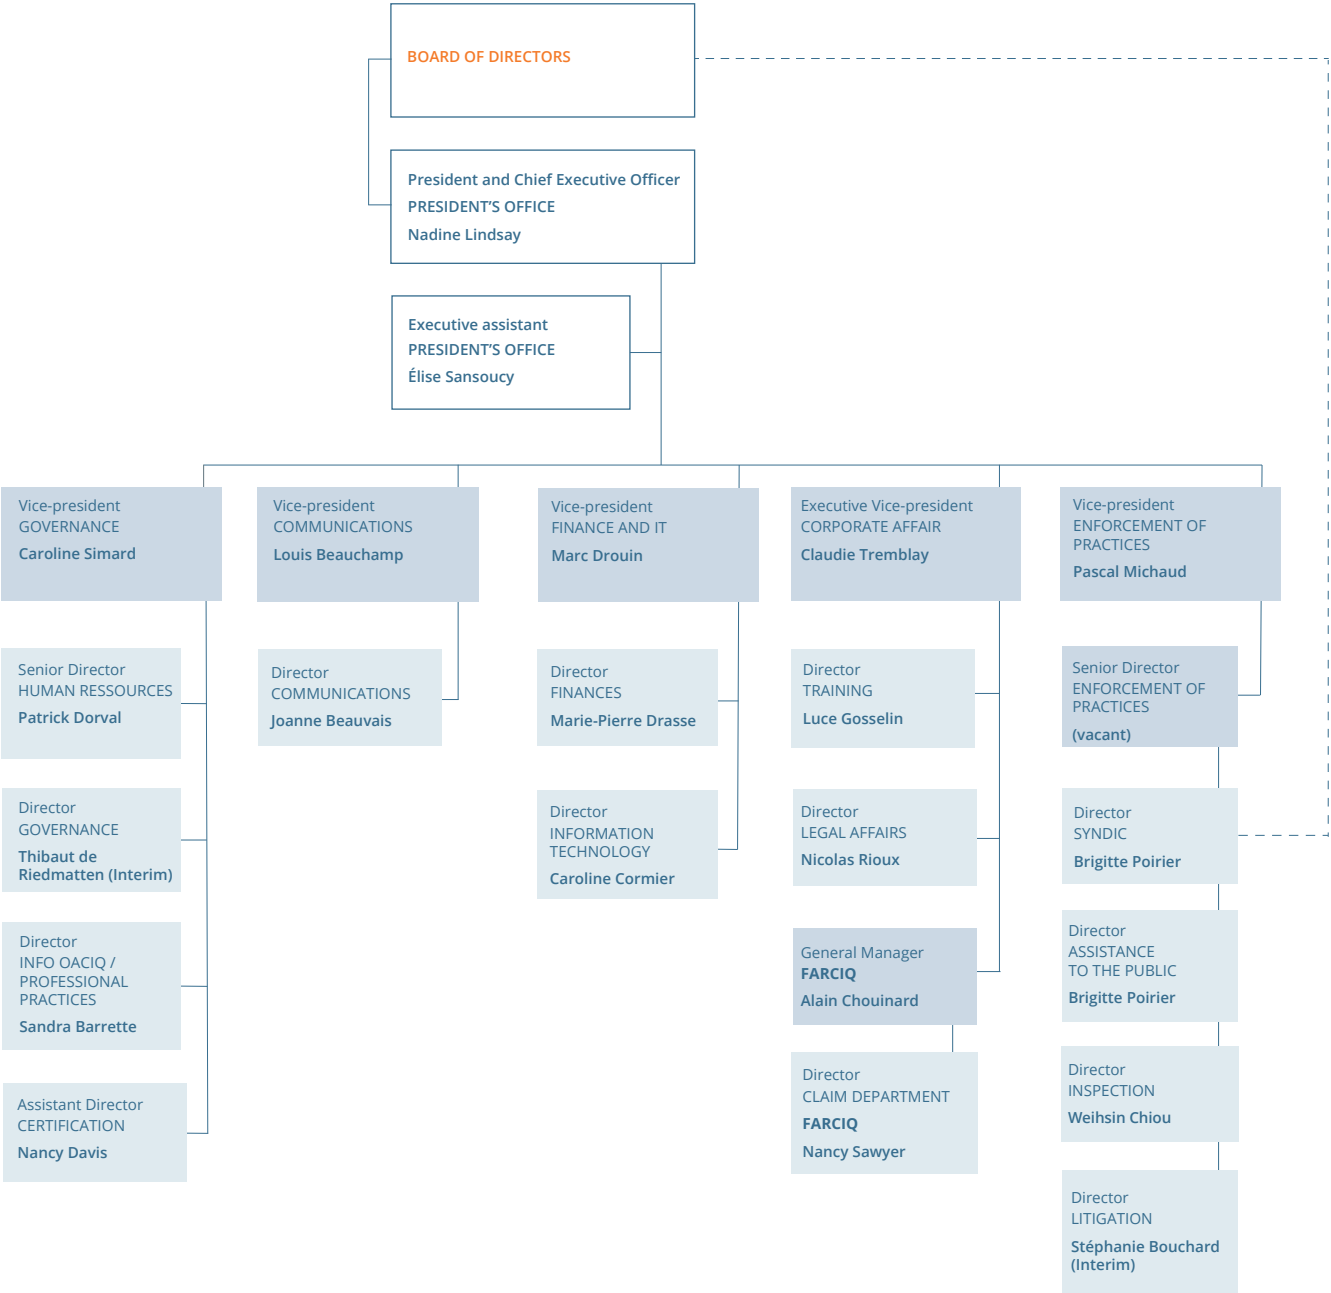 BOARD OF DIRECTORS
President and Chief Executive Officer
PRESIDENT’S OFFICE
Nadine Lindsay
Executive assistant
PRESIDENT’S OFFICE
Élise Sansoucy
Vice-president
GOVERNANCE
Caroline Simard
Senior Director
HUMAN RESSOURCES
Patrick Dorval
Director
GOVERNANCE
Thibaut de
Riedmatten (Interim)
Director
INFO OACIQ /
PROFESSIONAL
PRACTICES
Sandra Barrette
Assistant Director
CERTIFICATION
Nancy Davis
Vice-president
COMMUNICATIONS
Louis Beauchamp
Director
COMMUNICATIONS
Joanne Beauvais
Vice-president
FINANCE AND IT
Marc Drouin
Director
FINANCES
Marie-Pierre Drasse
Director
INFORMATION
TECHNOLOGY
Caroline Cormier
Executive Vice-president
CORPORATE AFFAIR
Claudie Tremblay
Director
TRAINING
Luce Gosselin
Director
LEGAL AFFAIRS
Nicolas Rioux
General Manager
FARCIQ
Alain Chouinard
Director
CLAIM DEPARTMENT
FARCIQ
Nancy Sawyer
Vice-president
ENFORCEMENT OF
PRACTICES
Pascal Michaud
Senior Director
ENFORCEMENT OF
PRACTICES
(vacant)
Director
SYNDIC
Brigitte Poirier
Director
ASSISTANCE
TO THE PUBLIC
Brigitte Poirier
Director
INSPECTION
Weihsin Chiou
Director
LITIGATION
Stéphanie Bouchard
(Interim)